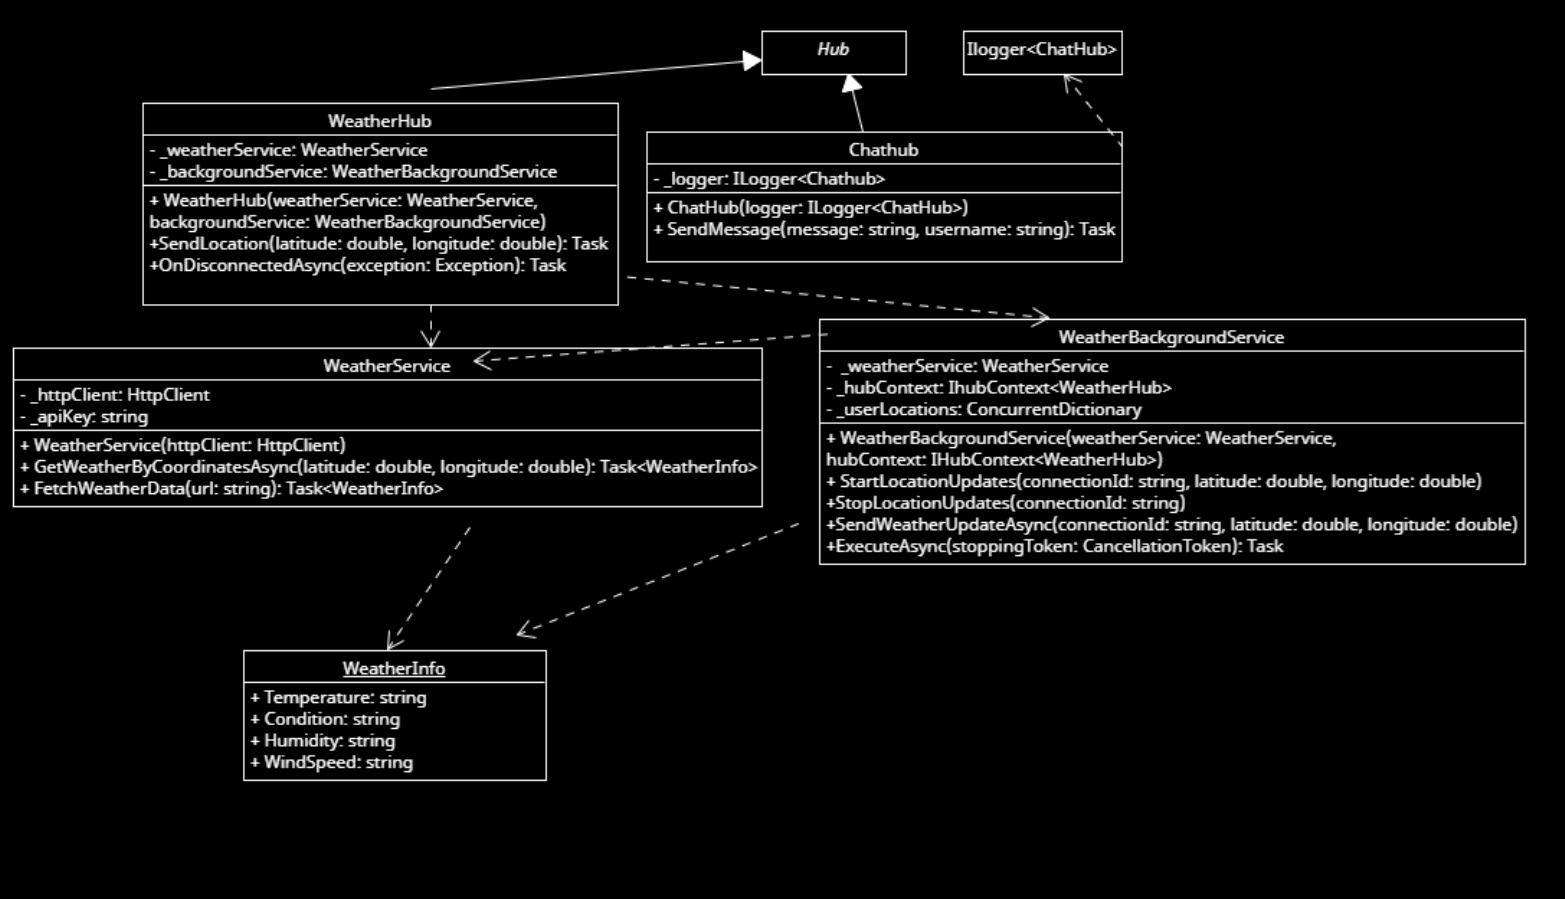 Hub
Ilogger<ChatHub>
WeatherHub
- _weatherService: WeatherService
- _backgroundService: WeatherBackgroundService
+ WeatherHub(weatherService: WeatherService,
backgroundService: WeatherBackgroundService)
+SendLocation(latitude: double, longitude: double): Task
+OnDisconnectedAsync(exception: Exception): Task
Chathub
- _logger: ILogger<Chathub>
+ ChatHub(logger: ILogger<ChatHub>)
+ SendMessage(message: string, username: string): Task
WeatherService
- _httpClient: HttpClient
- _apiKey: string
+ WeatherService(httpClient: HttpClient)
+ GetWeatherByCoordinatesAsync(latitude: double, longitude: double): Task<WeatherInfo>
+ FetchWeatherData(url: string): Task<WeatherInfo>
WeatherBackgroundService
- _weatherService: WeatherService
- _hubContext: IhubContext<WeatherHub>
- _userLocations: ConcurrentDictionary
+ WeatherBackgroundService(weatherService: WeatherService,
hubContext: IHubContext<WeatherHub>)
+ StartLocationUpdates(connectionId: string, latitude: double, longitude: double)
+StopLocationUpdates(connectionId: string)
+SendWeatherUpdateAsync(connectionId: string, latitude: double, longitude: double)
+ExecuteAsync(stoppingToken: CancellationToken): Task
WeatherInfo
+ Temperature: string
+ Condition: string
+ Humidity: string
+ WindSpeed: string